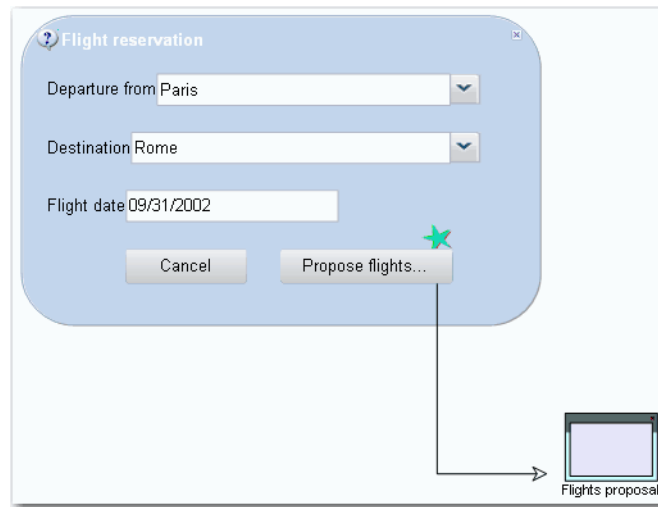 Flight reservation
Departure from Paris
Destination Rome
Flight date 09/31/2002
Cancel Propose flights...
Flights proposal